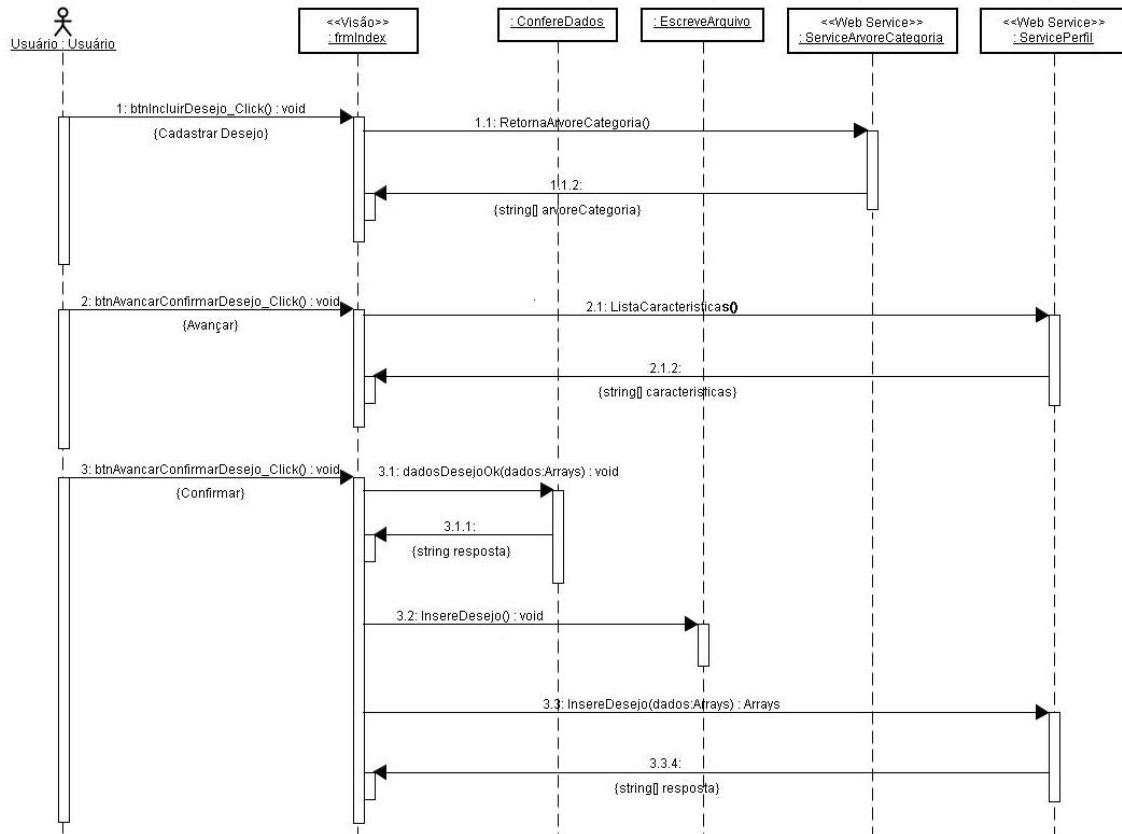 Usuário : Usuário
<<Visão>>
: frmIndex
: ConfereDados
: EscreveArquivo
<<Web Service>>
: ServiceArvoreCategoria
<<Web Service>>
: ServicePerfil
1: btnIncluirDesejo_Click() : void
{Cadastrar Desejo}
1.1: RetornaArvoreCategoria()
1.1.2:
{string[] arvoreCategoria}
2: btnAvancarConfirmarDesejo_Click() : void
{Avançar}
2.1: ListaCaracteristicas()
2.1.2:
{string[] caracteristicas}
3: btnAvancarConfirmarDesejo_Click() : void
{Confirmar}
3.1: dadosDesejoOk(dados:Arrays) : void
3.1.1:
{string resposta}
3.2: InsereDesejo() : void
3.3: InsereDesejo(dados:Arrays) : Arrays
3.3.4:
{string[] resposta}